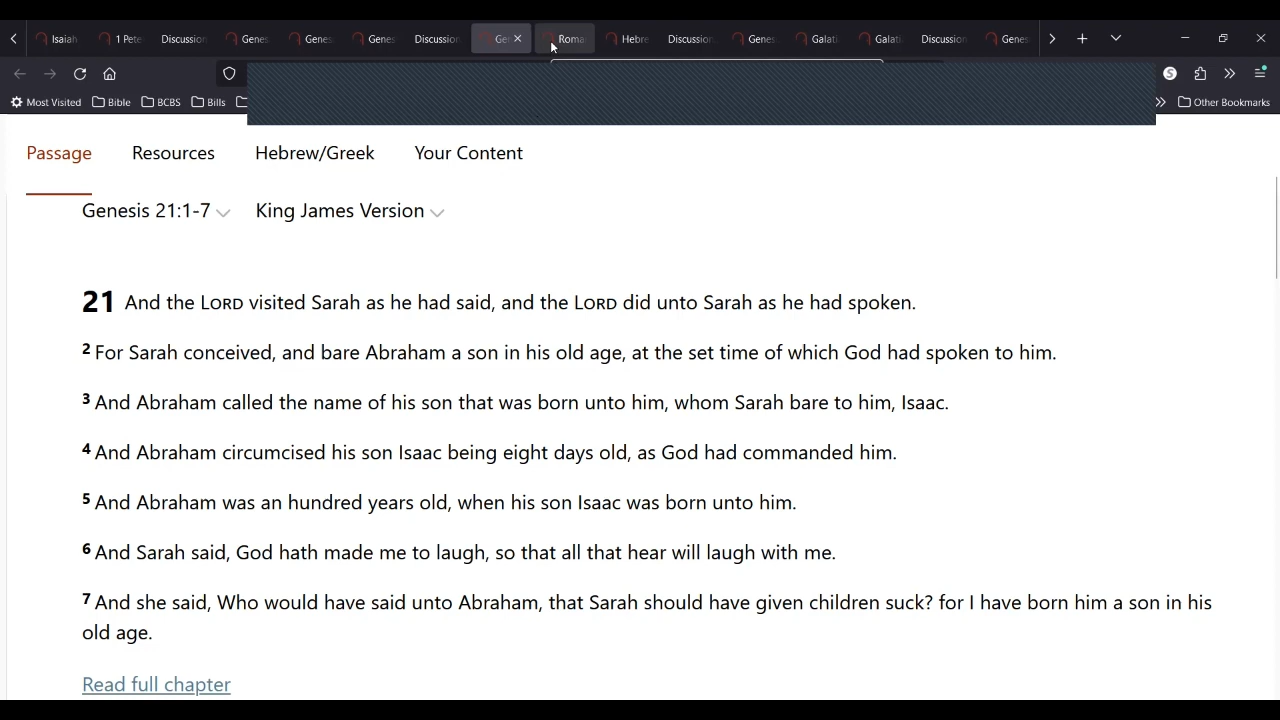 Isaiah 1 Pete Discussion Genes Genes Genes Discussion Ge Roma Hebre Discussion Genes Galati Galati Discussion Genes
Most Visited Bible BCBS Bills Other Bookmarks
Passage Resources Hebrew/Greek Your Content
Genesis 21:1-7 King James Version
21 And the LORD visited Sarah as he had said, and the LORD did unto Sarah as he had spoken.
2 For Sarah conceived, and bare Abraham a son in his old age, at the set time of which God had spoken to him.
3 And Abraham called the name of his son that was born unto him, whom Sarah bare to him, Isaac.
4 And Abraham circumcised his son Isaac being eight days old, as God had commanded him.
5 And Abraham was an hundred years old, when his son Isaac was born unto him.
6 And Sarah said, God hath made me to laugh, so that all that hear will laugh with me.
7 And she said, Who would have said unto Abraham, that Sarah should have given children suck? for I have born him a son in his
old age.
Read full chapter